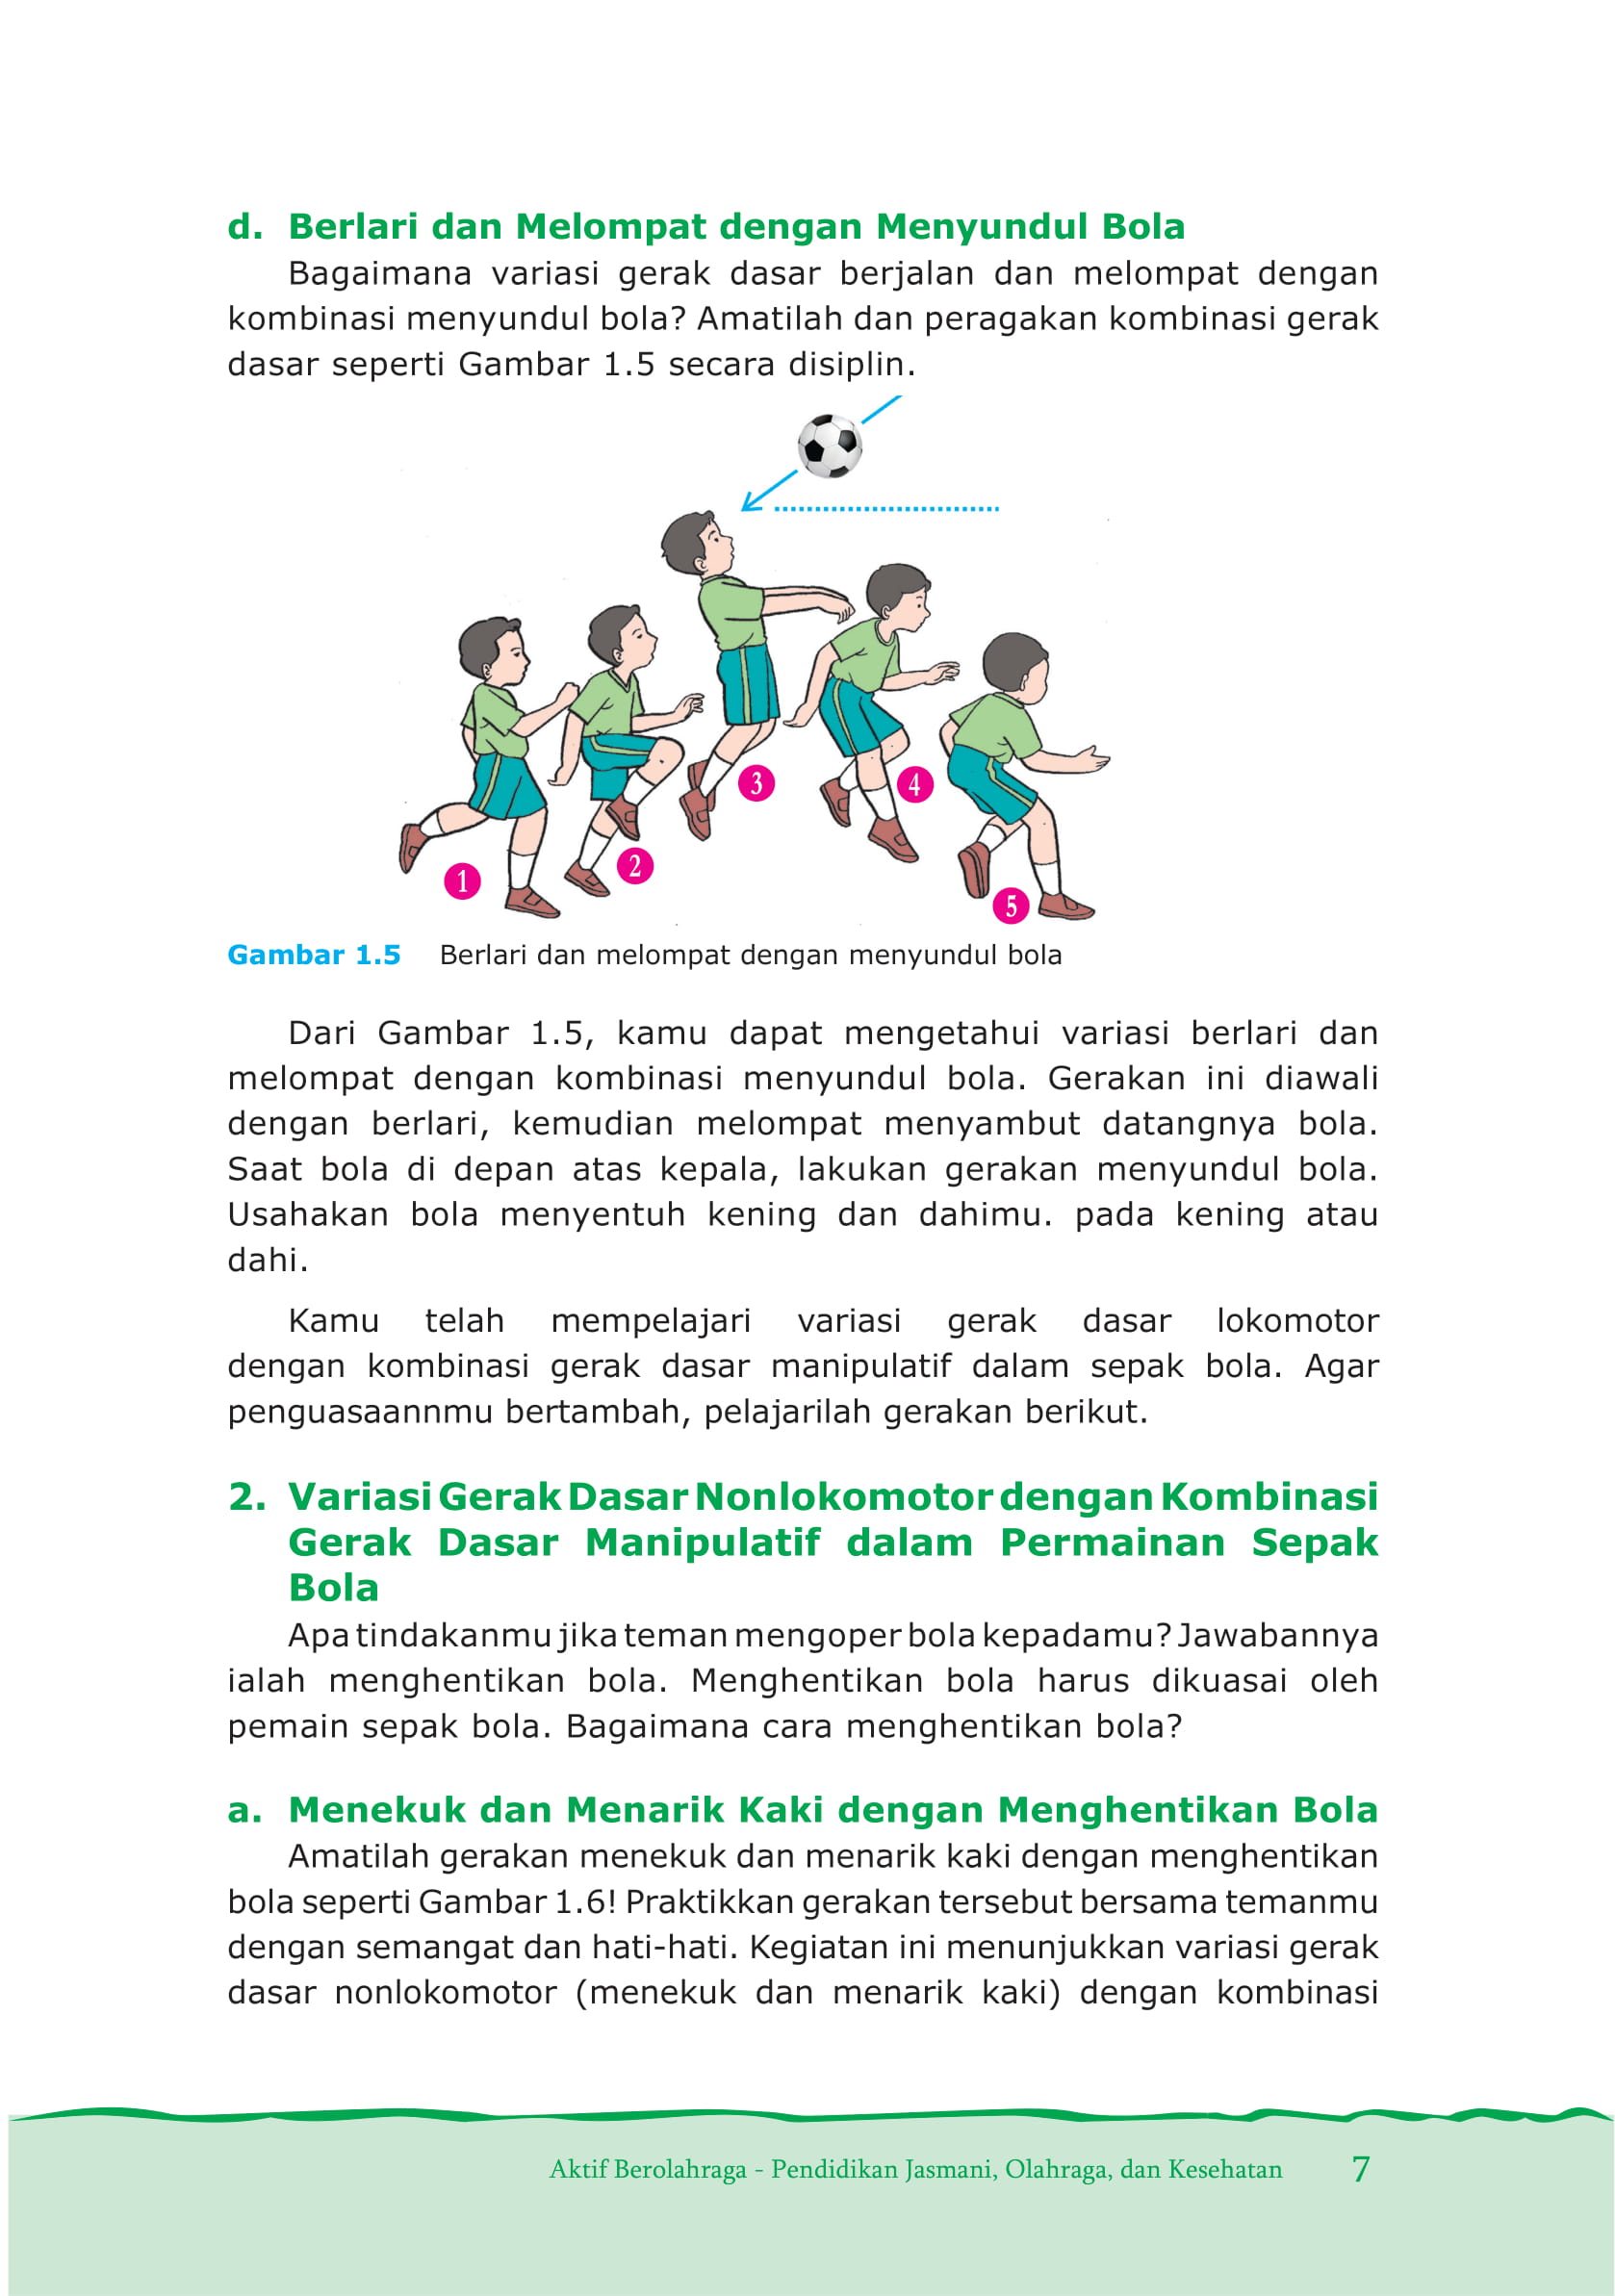 d. Berlari dan Melompat dengan Menyundul Bola
Bagaimana variasi gerak dasar berjalan dan melompat dengan
kombinasi menyundul bola? Amatilah dan peragakan kombinasi gerak
dasar seperti Gambar 1.5 secara disiplin.
1
2
3
4
5
Gambar 1.5 Berlari dan melompat dengan menyundul bola
Dari Gambar 1.5, kamu dapat mengetahui variasi berlari dan
melompat dengan kombinasi menyundul bola. Gerakan ini diawali
dengan berlari, kemudian melompat menyambut datangnya bola.
Saat bola di depan atas kepala, lakukan gerakan menyundul bola.
Usahakan bola menyentuh kening dan dahimu. pada kening atau
dahi.
Kamu telah mempelajari variasi gerak dasar lokomotor
dengan kombinasi gerak dasar manipulatif dalam sepak bola. Agar
penguasaannmu bertambah, pelajarilah gerakan berikut.
2. Variasi Gerak Dasar Nonlokomotor dengan Kombinasi
Gerak Dasar Manipulatif dalam Permainan Sepak
Bola
Apa tindakanmu jika teman mengoper bola kepadamu? Jawabannya
ialah menghentikan bola. Menghentikan bola harus dikuasai oleh
pemain sepak bola. Bagaimana cara menghentikan bola?
a. Menekuk dan Menarik Kaki dengan Menghentikan Bola
Amatilah gerakan menekuk dan menarik kaki dengan menghentikan
bola seperti Gambar 1.6! Praktikkan gerakan tersebut bersama temanmu
dengan semangat dan hati-hati. Kegiatan ini menunjukkan variasi gerak
dasar nonlokomotor (menekuk dan menarik kaki) dengan kombinasi
Aktif Berolahraga - Pendidikan Jasmani, Olahraga, dan Kesehatan 7